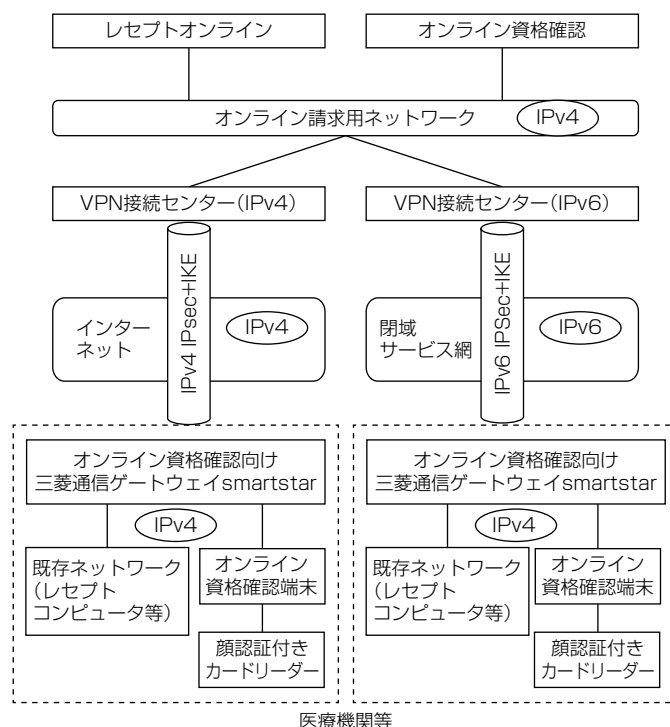 レセプトオンライン
オンライン資格確認
オンライン請求用ネットワーク
IPv4
VPN接続センター(IPv4)
VPN接続センター(IPv6)
インター
ネット
IPv4 IPsec+IKE
IPv4
閉域
サービス網
IPv6 IPSec+IKE
IPv6
オンライン資格確認向け
三菱通信ゲートウェイsmartstar
IPv4
既存ネットワーク
(レセプト
コンピュータ等)
オンライン
資格確認端末
顔認証付き
カードリーダー
オンライン資格確認向け
三菱通信ゲートウェイsmartstar
IPv4
既存ネットワーク
(レセプト
コンピュータ等)
オンライン
資格確認端末
顔認証付き
カードリーダー
医療機関等